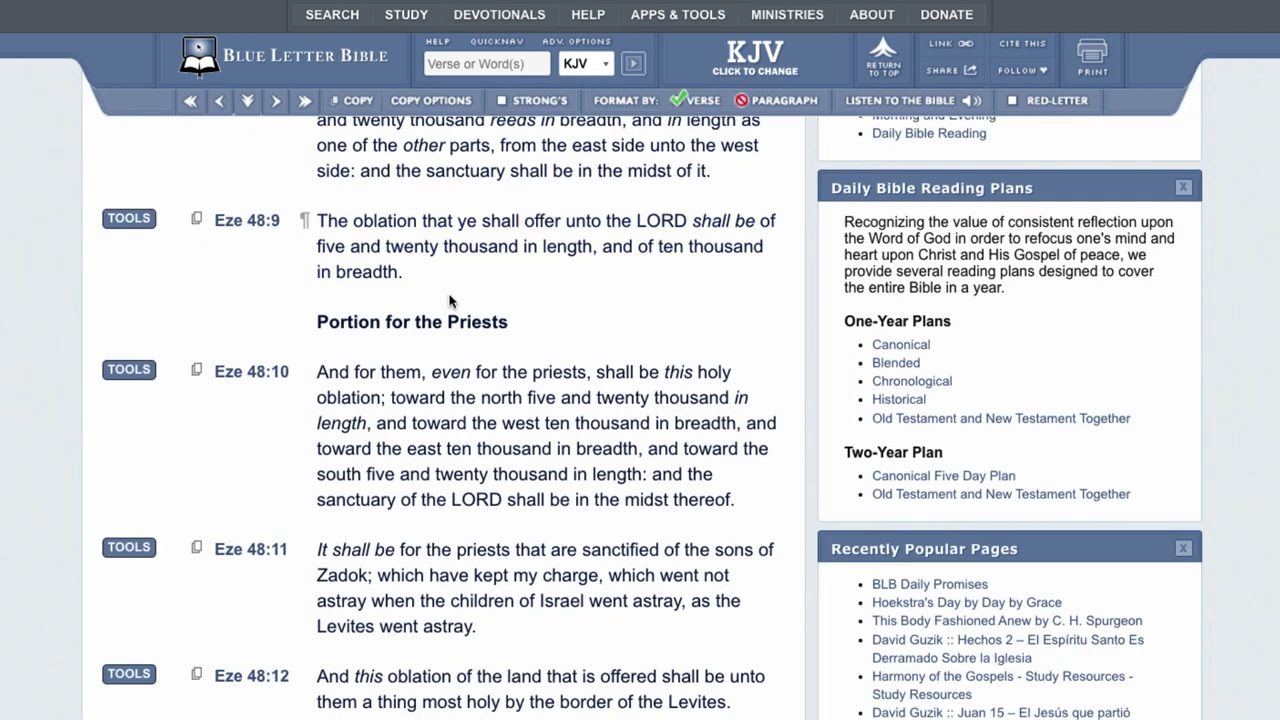 SEARCH STUDY DEVOTIONALS HELP APPS & TOOLS MINISTRIES ABOUT DONATE
BLUE LETTER BIBLE
HELP QUICKNAV ADV. OPTIONS
Verse or Word(s) KJV
KJV
CLICK TO CHANGE
RETURN
TO TOP
LINK CITE THIS
SHARE FOLLOW
PRINT
COPY COPY OPTIONS STRONG'S FORMAT BY: VERSE PARAGRAPH LISTEN TO THE BIBLE RED-LETTER
and twenty thousand reeds in breadth, and in length as
one of the other parts, from the east side unto the west
side: and the sanctuary shall be in the midst of it.
TOOLS Eze 48:9 ¶ The oblation that ye shall offer unto the LORD shall be of
five and twenty thousand in length, and of ten thousand
in breadth.
Portion for the Priests
TOOLS Eze 48:10 And for them, even for the priests, shall be this holy
oblation; toward the north five and twenty thousand in
length, and toward the west ten thousand in breadth, and
toward the east ten thousand in breadth, and toward the
south five and twenty thousand in length: and the
sanctuary of the LORD shall be in the midst thereof.
TOOLS Eze 48:11 It shall be for the priests that are sanctified of the sons of
Zadok; which have kept my charge, which went not
astray when the children of Israel went astray, as the
Levites went astray.
TOOLS Eze 48:12 And this oblation of the land that is offered shall be unto
them a thing most holy by the border of the Levites.
Morning and Evening
Daily Bible Reading
Daily Bible Reading Plans X
Recognizing the value of consistent reflection upon
the Word of God in order to refocus one's mind and
heart upon Christ and His Gospel of peace, we
provide several reading plans designed to cover
the entire Bible in a year.
One-Year Plans
Canonical
Blended
Chronological
Historical
Old Testament and New Testament Together
Two-Year Plan
Canonical Five Day Plan
Old Testament and New Testament Together
Recently Popular Pages X
BLB Daily Promises
Hoekstra's Day by Day by Grace
This Body Fashioned Anew by C. H. Spurgeon
David Guzik :: Hechos 2 – El Espíritu Santo Es
Derramado Sobre la Iglesia
Harmony of the Gospels - Study Resources -
Study Resources
David Guzik :: Juan 15 – El Jesús que partió